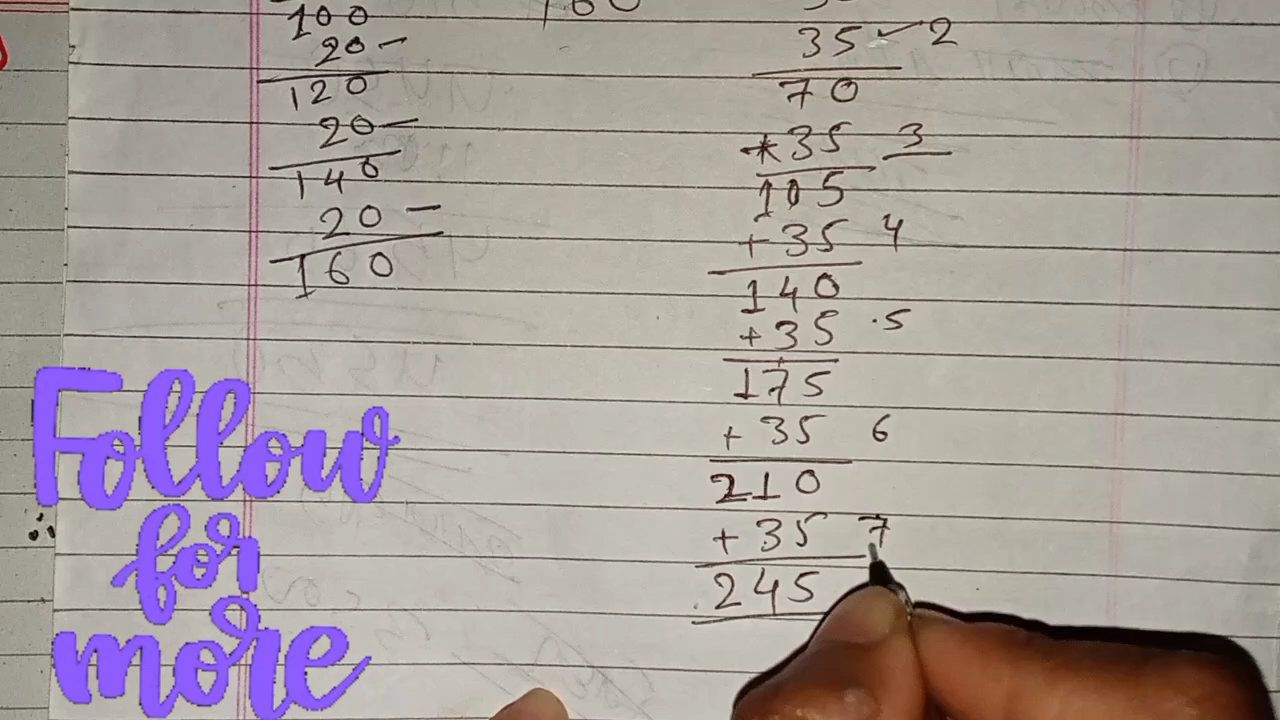 100
20 –
120
20 –
140
20 –
160
35 ✓ 2
70
* 35 3
105
+ 35 4
140
+ 35 .5
175
+ 35 6
210
+ 35 7
245
Follow
for
more